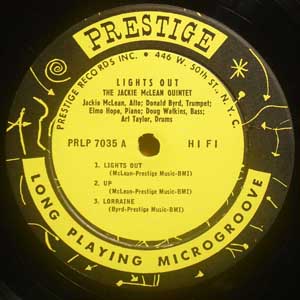 PRESTIGE
PRESTIGE RECORDS INC. • 446 W. 50th ST., N.Y.C.
LIGHTS OUT
THE JACKIE McLEAN QUINTET
Jackie McLean, Alto; Donald Byrd, Trumpet;
Elmo Hope, Piano; Doug Watkins, Bass;
Art Taylor, Drums
PRLP 7035 A HI FI
1. LIGHTS OUT
(McLean-Prestige Music-BMI)
2. UP
(McLean-Prestige Music-BMI)
3. LORRAINE
(Byrd-Prestige Music-BMI)
LONG PLAYING MICROGROOVE